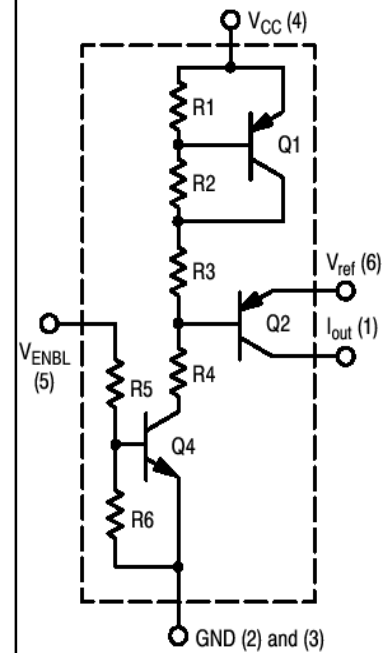 VCC (4)
R1
Q1
R2
R3
Vref (6)
Q2
Iout (1)
VENBL
(5)
R4
R5
Q4
R6
GND (2) and (3)